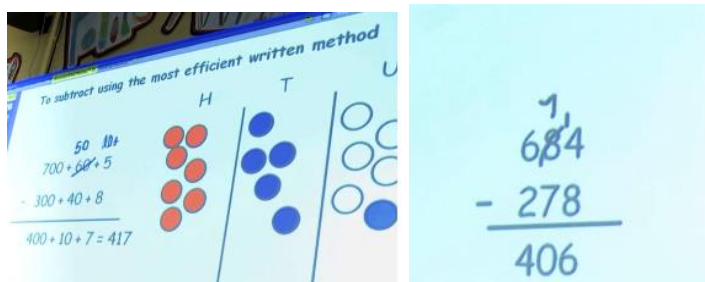 To subtract using the most efficient written method
H T U
50 10+
700 + 60 + 5
- 300 + 40 + 8
400 + 10 + 7 = 417
7 1
684
- 278
406